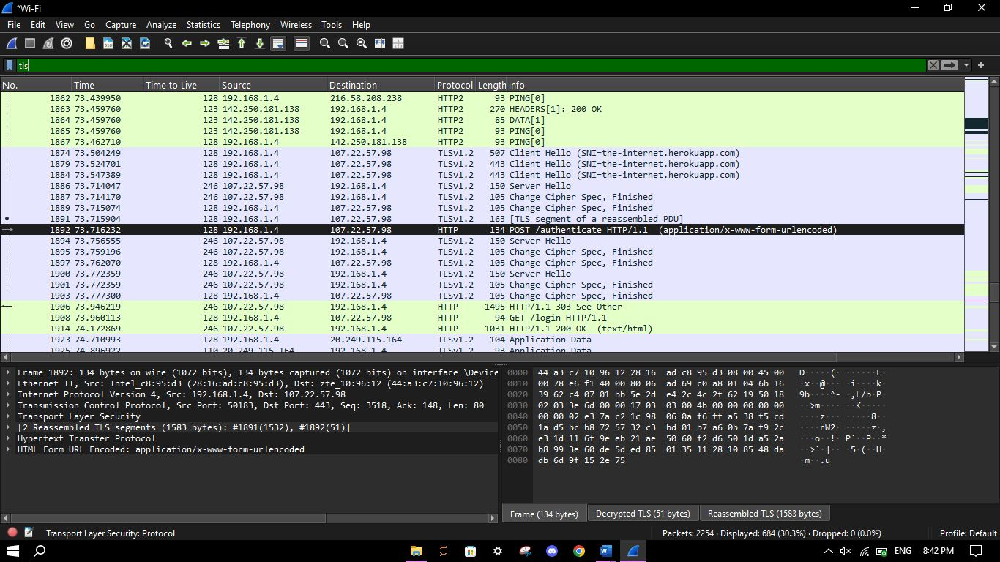 *Wi-Fi
File Edit View Go Capture Analyze Statistics Telephony Wireless Tools Help
tls
No. Time Time to Live Source Destination Protocol Length Info
1862 73.439950 128 192.168.1.4 216.58.208.238 HTTP2 93 PING[0]
1863 73.459760 123 142.250.181.138 192.168.1.4 HTTP2 270 HEADERS[1]: 200 OK
1864 73.459760 123 142.250.181.138 192.168.1.4 HTTP2 85 DATA[1]
1865 73.459760 123 142.250.181.138 192.168.1.4 HTTP2 93 PING[0]
1867 73.462710 128 192.168.1.4 142.250.181.138 HTTP2 93 PING[0]
1874 73.504249 128 192.168.1.4 107.22.57.98 TLSv1.2 507 Client Hello (SNI=the-internet.herokuapp.com)
1879 73.524701 128 192.168.1.4 107.22.57.98 TLSv1.2 443 Client Hello (SNI=the-internet.herokuapp.com)
1884 73.547389 128 192.168.1.4 107.22.57.98 TLSv1.2 443 Client Hello (SNI=the-internet.herokuapp.com)
1886 73.714047 246 107.22.57.98 192.168.1.4 TLSv1.2 150 Server Hello
1887 73.714170 246 107.22.57.98 192.168.1.4 TLSv1.2 105 Change Cipher Spec, Finished
1889 73.715074 128 192.168.1.4 107.22.57.98 TLSv1.2 105 Change Cipher Spec, Finished
1891 73.715904 128 192.168.1.4 107.22.57.98 TLSv1.2 163 [TLS segment of a reassembled PDU]
1892 73.716232 128 192.168.1.4 107.22.57.98 HTTP 134 POST /authenticate HTTP/1.1 (application/x-www-form-urlencoded)
1894 73.756555 246 107.22.57.98 192.168.1.4 TLSv1.2 150 Server Hello
1895 73.759196 246 107.22.57.98 192.168.1.4 TLSv1.2 105 Change Cipher Spec, Finished
1897 73.762070 128 192.168.1.4 107.22.57.98 TLSv1.2 105 Change Cipher Spec, Finished
1900 73.772359 246 107.22.57.98 192.168.1.4 TLSv1.2 150 Server Hello
1901 73.772359 246 107.22.57.98 192.168.1.4 TLSv1.2 105 Change Cipher Spec, Finished
1903 73.777300 128 192.168.1.4 107.22.57.98 TLSv1.2 105 Change Cipher Spec, Finished
1906 73.946219 246 107.22.57.98 192.168.1.4 HTTP 1495 HTTP/1.1 303 See Other
1908 73.960113 128 192.168.1.4 107.22.57.98 HTTP 94 GET /login HTTP/1.1
1914 74.172869 246 107.22.57.98 192.168.1.4 HTTP 1031 HTTP/1.1 200 OK (text/html)
1923 74.710993 128 192.168.1.4 20.249.115.164 TLSv1.2 104 Application Data
1925 74.896922 110 20.249.115.164 192.168.1.4 TLSv1.2 93 Application Data
Frame 1892: 134 bytes on wire (1072 bits), 134 bytes captured (1072 bits) on interface \Device
Ethernet II, Src: Intel_c8:95:d3 (28:16:ad:c8:95:d3), Dst: zte_10:96:12 (44:a3:c7:10:96:12)
Internet Protocol Version 4, Src: 192.168.1.4, Dst: 107.22.57.98
Transmission Control Protocol, Src Port: 50183, Dst Port: 443, Seq: 3518, Ack: 148, Len: 80
Transport Layer Security
[2 Reassembled TLS segments (1583 bytes): #1891(1532), #1892(51)]
Hypertext Transfer Protocol
HTML Form URL Encoded: application/x-www-form-urlencoded
0000 44 a3 c7 10 96 12 28 16 ad c8 95 d3 08 00 45 00 D·····(·······E·
0010 00 78 e6 f1 40 00 80 06 ad 69 c0 a8 01 04 6b 16 ·x··@····i····k·
0020 39 62 c4 07 01 bb 5e 2d e4 2c 4c 2f 62 19 50 18 9b····^-·,L/b·P·
0030 02 03 3e 6d 00 00 17 03 03 00 4b 00 00 00 00 00 ··>m······K·····
0040 00 00 02 e3 7a c2 1c 98 06 0a f6 ff a5 38 f5 cd ····z········8··
0050 1a d5 bc b8 72 57 32 c3 bd 01 b7 a6 0b 7a f9 2c ····rW2······z·,
0060 e3 1d 11 6f 9e eb 21 ae 50 60 f2 d6 50 1d a5 2a ···o··!·P`··P··*
0070 b8 99 3e 60 de 5d ed 85 01 35 11 28 10 85 48 da ··>`·]···5·(··H·
0080 db 6d 9f 15 2e 75 ·m··.u
Frame (134 bytes) Decrypted TLS (51 bytes) Reassembled TLS (1583 bytes)
Transport Layer Security: Protocol Packets: 2254 · Displayed: 684 (30.3%) · Dropped: 0 (0.0%) Profile: Default
ENG 8:42 PM